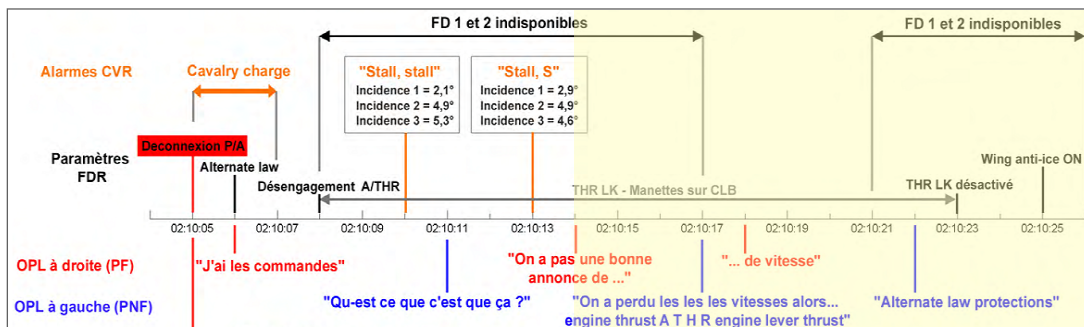 FD 1 et 2 indisponibles
FD 1 et 2 indisponibles
Alarmes CVR
Cavalry charge
"Stall, stall"
Incidence 1 = 2,1°
Incidence 2 = 4,9°
Incidence 3 = 5,3°
"Stall, S"
Incidence 1 = 2,9°
Incidence 2 = 4,9°
Incidence 3 = 4,6°
Paramètres
FDR
Deconnexion P/A
Alternate law
Désengagement A/THR
THR LK - Manettes sur CLB
THR LK désactivé
Wing anti-ice ON
02:10:05
02:10:07
02:10:09
02:10:11
02:10:13
02:10:15
02:10:17
02:10:19
02:10:21
02:10:23
02:10:25
OPL à droite (PF)
"J'ai les commandes"
"On a pas une bonne
annonce de ..."
"... de vitesse"
OPL à gauche (PNF)
"Qu-est ce que c'est que ça ?"
"On a perdu les les les vitesses alors...
engine thrust A T H R engine lever thrust"
"Alternate law protections"